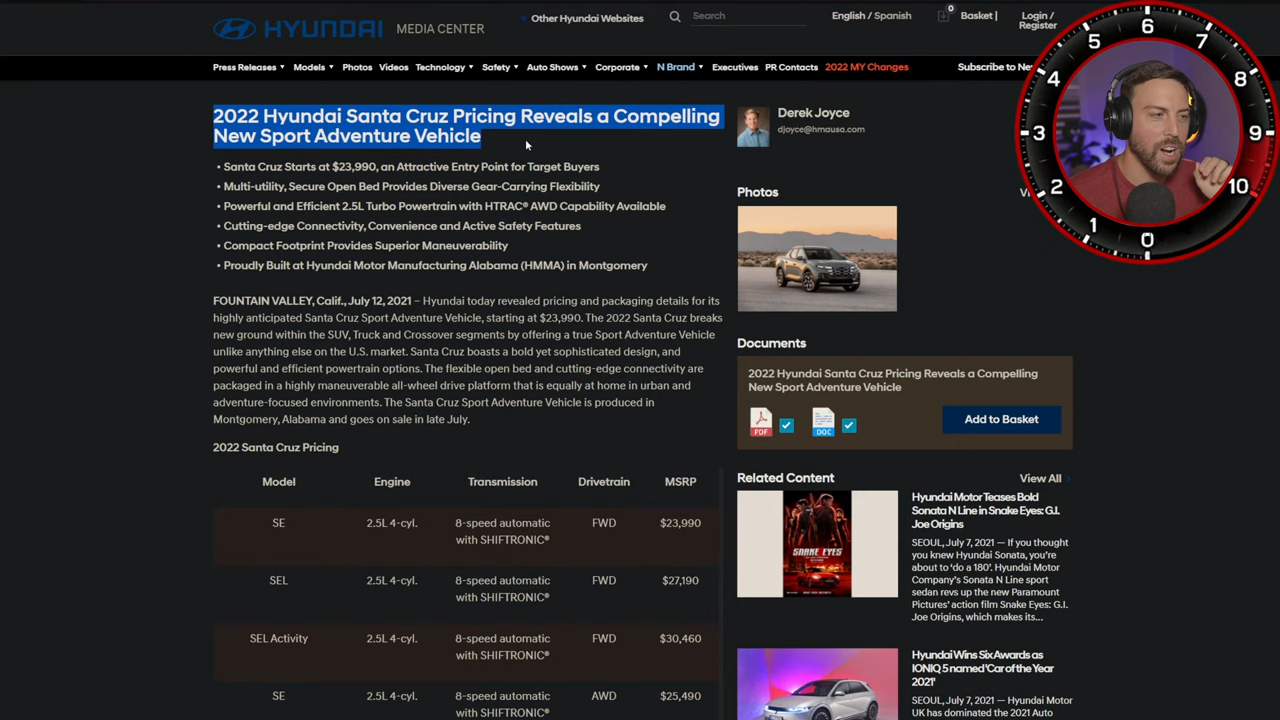 HYUNDAI
MEDIA CENTER
Other Hyundai Websites
Search
English / Spanish
0
Basket |
Login /
Register
Press Releases
Models
Photos
Videos
Technology
Safety
Auto Shows
Corporate
N Brand
Executives
PR Contacts
2022 MY Changes
Subscribe to
2022 Hyundai Santa Cruz Pricing Reveals a Compelling
New Sport Adventure Vehicle
• Santa Cruz Starts at $23,990, an Attractive Entry Point for Target Buyers
• Multi-utility, Secure Open Bed Provides Diverse Gear-Carrying Flexibility
• Powerful and Efficient 2.5L Turbo Powertrain with HTRAC® AWD Capability Available
• Cutting-edge Connectivity, Convenience and Active Safety Features
• Compact Footprint Provides Superior Maneuverability
• Proudly Built at Hyundai Motor Manufacturing Alabama (HMMA) in Montgomery
FOUNTAIN VALLEY, Calif., July 12, 2021 – Hyundai today revealed pricing and packaging details for its
highly anticipated Santa Cruz Sport Adventure Vehicle, starting at $23,990. The 2022 Santa Cruz breaks
new ground within the SUV, Truck and Crossover segments by offering a true Sport Adventure Vehicle
unlike anything else on the U.S. market. Santa Cruz boasts a bold yet sophisticated design, and
powerful and efficient powertrain options. The flexible open bed and cutting-edge connectivity are
packaged in a highly maneuverable all-wheel drive platform that is equally at home in urban and
adventure-focused environments. The Santa Cruz Sport Adventure Vehicle is produced in
Montgomery, Alabama and goes on sale in late July.
2022 Santa Cruz Pricing
Model Engine Transmission Drivetrain MSRP
SE 2.5L 4-cyl. 8-speed automatic FWD $23,990
with SHIFTRONIC®
SEL 2.5L 4-cyl. 8-speed automatic FWD $27,190
with SHIFTRONIC®
SEL Activity 2.5L 4-cyl. 8-speed automatic FWD $30,460
with SHIFTRONIC®
SE 2.5L 4-cyl. 8-speed automatic AWD $25,490
with SHIFTRONIC®
Derek Joyce
djoyce@hmausa.com
Photos
Documents
2022 Hyundai Santa Cruz Pricing Reveals a Compelling
New Sport Adventure Vehicle
PDF
DOC
Add to Basket
Related Content
View All
SNAKE EYES
Hyundai Motor Teases Bold
Sonata N Line in Snake Eyes: G.I.
Joe Origins
SEOUL, July 7, 2021 — If you thought
you knew Hyundai Sonata, you're
about to 'do a 180'. Hyundai Motor
Company's Sonata N Line sport
sedan revs up the new Paramount
Pictures' action film Snake Eyes: G.I.
Joe Origins, which makes its...
Hyundai Wins Six Awards as
IONIQ 5 named 'Car of the Year
2021'
SEOUL, July 7, 2021 — Hyundai Motor
UK has dominated the 2021 Auto
0
1
2
3
4
5
6
7
8
9
10